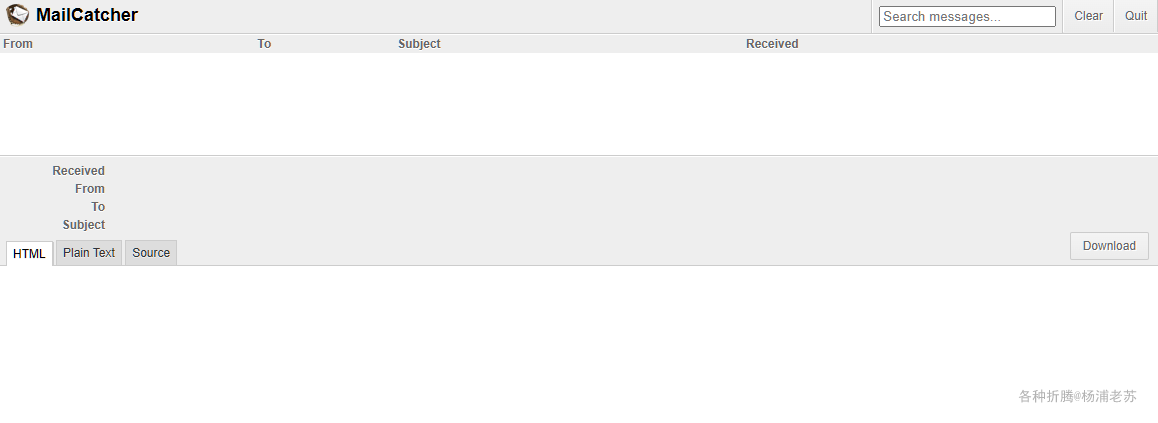 MailCatcher
Search messages... Clear Quit
From To Subject Received
Received
From
To
Subject
HTML Plain Text Source Download
各种折腾@杨浦老苏